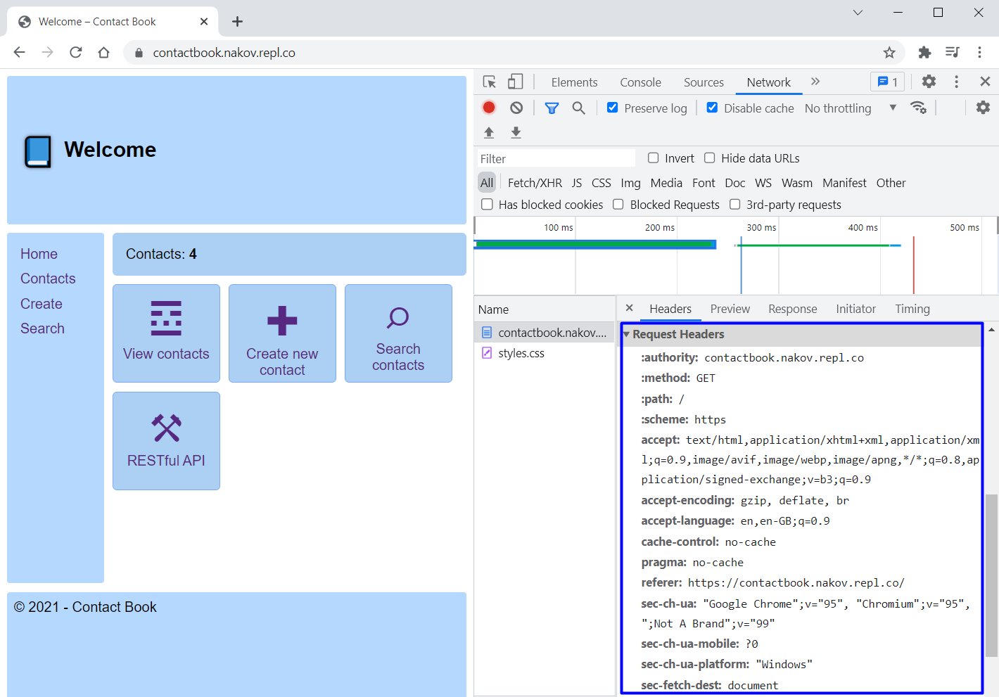 Welcome – Contact Book
contactbook.nakov.repl.co
Welcome
Home
Contacts
Create
Search
Contacts: 4
View contacts
Create new
contact
Search
contacts
RESTful API
© 2021 - Contact Book
Elements Console Sources Network » 1
Preserve log Disable cache No throttling
Filter Invert Hide data URLs
All Fetch/XHR JS CSS Img Media Font Doc WS Wasm Manifest Other
Has blocked cookies Blocked Requests 3rd-party requests
100 ms 200 ms 300 ms 400 ms 500 ms
Name
contactbook.nakov....
styles.css
Headers Preview Response Initiator Timing
Request Headers
:authority: contactbook.nakov.repl.co
:method: GET
:path: /
:scheme: https
accept: text/html,application/xhtml+xml,application/xm
l;q=0.9,image/avif,image/webp,image/apng,*/*;q=0.8,ap
plication/signed-exchange;v=b3;q=0.9
accept-encoding: gzip, deflate, br
accept-language: en,en-GB;q=0.9
cache-control: no-cache
pragma: no-cache
referer: https://contactbook.nakov.repl.co/
sec-ch-ua: "Google Chrome";v="95", "Chromium";v="95",
";Not A Brand";v="99"
sec-ch-ua-mobile: ?0
sec-ch-ua-platform: "Windows"
sec-fetch-dest: document